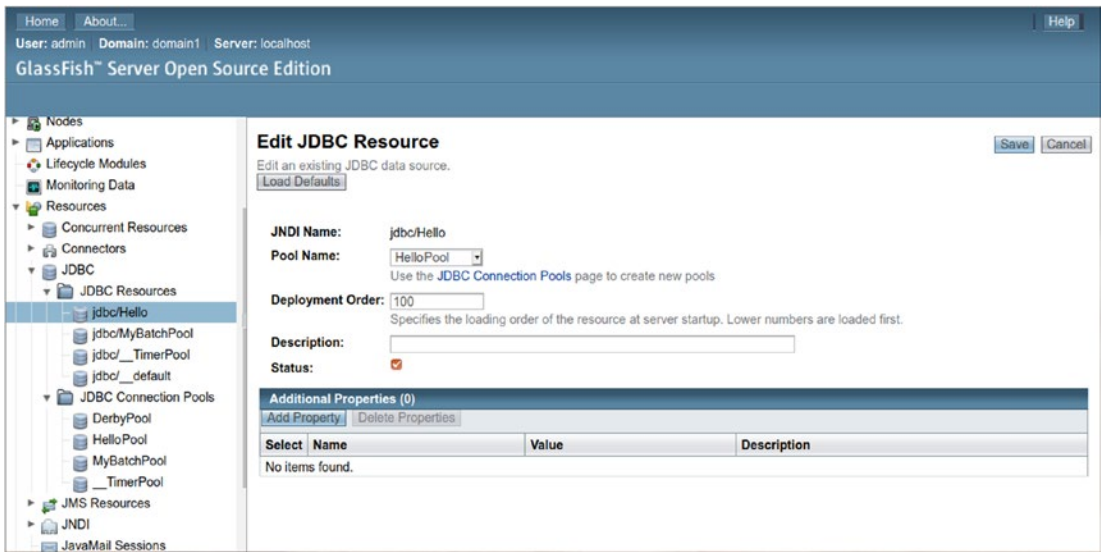 Home About... Help
User: admin Domain: domain1 Server: localhost
GlassFish™ Server Open Source Edition
Nodes
Applications
Lifecycle Modules
Monitoring Data
Resources
Concurrent Resources
Connectors
JDBC
JDBC Resources
jdbc/Hello
jdbc/MyBatchPool
jdbc/__TimerPool
jdbc/__default
JDBC Connection Pools
DerbyPool
HelloPool
MyBatchPool
__TimerPool
JMS Resources
JNDI
JavaMail Sessions
Edit JDBC Resource
Save Cancel
Edit an existing JDBC data source.
Load Defaults
JNDI Name: jdbc/Hello
Pool Name: HelloPool
Use the JDBC Connection Pools page to create new pools
Deployment Order: 100
Specifies the loading order of the resource at server startup. Lower numbers are loaded first.
Description:
Status:
Additional Properties (0)
Add Property Delete Properties
Select Name Value Description
No items found.